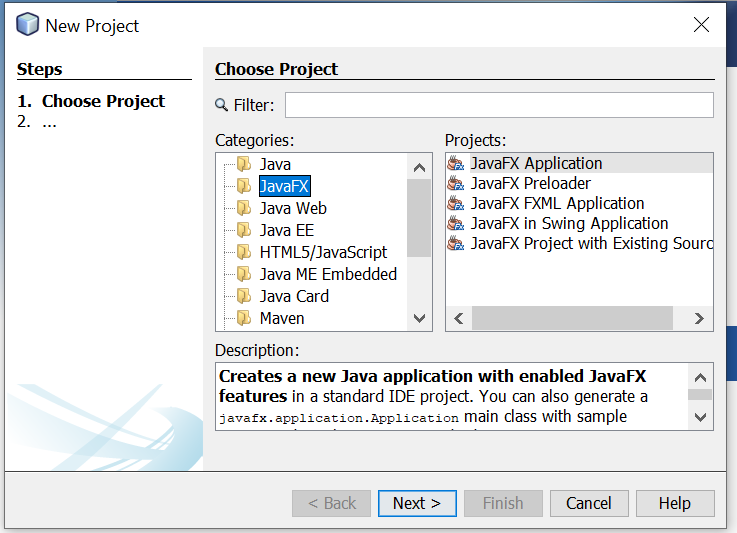 New Project
Steps
1. Choose Project
2. ...
Choose Project
Filter:
Categories:
Java
JavaFX
Java Web
Java EE
HTML5/JavaScript
Java ME Embedded
Java Card
Maven
Projects:
JavaFX Application
JavaFX Preloader
JavaFX FXML Application
JavaFX in Swing Application
JavaFX Project with Existing Sourc
Description:
Creates a new Java application with enabled JavaFX
features in a standard IDE project. You can also generate a
javafx.application.Application main class with sample
< Back
Next >
Finish
Cancel
Help